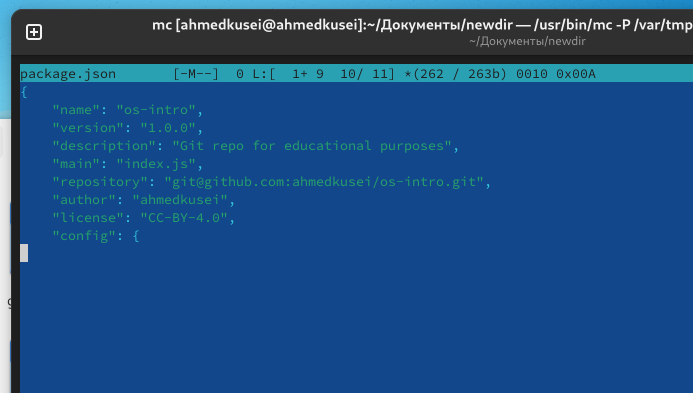 mc [ahmedkusei@ahmedkusei]:~/Документы/newdir — /usr/bin/mc -P /var/tmp
~/Документы/newdir
package.json [-M--] 0 L:[ 1+ 9 10/ 11] *(262 / 263b) 0010 0x00A
{
"name": "os-intro",
"version": "1.0.0",
"description": "Git repo for educational purposes",
"main": "index.js",
"repository": "git@github.com:ahmedkusei/os-intro.git",
"author": "ahmedkusei",
"license": "CC-BY-4.0",
"config": {